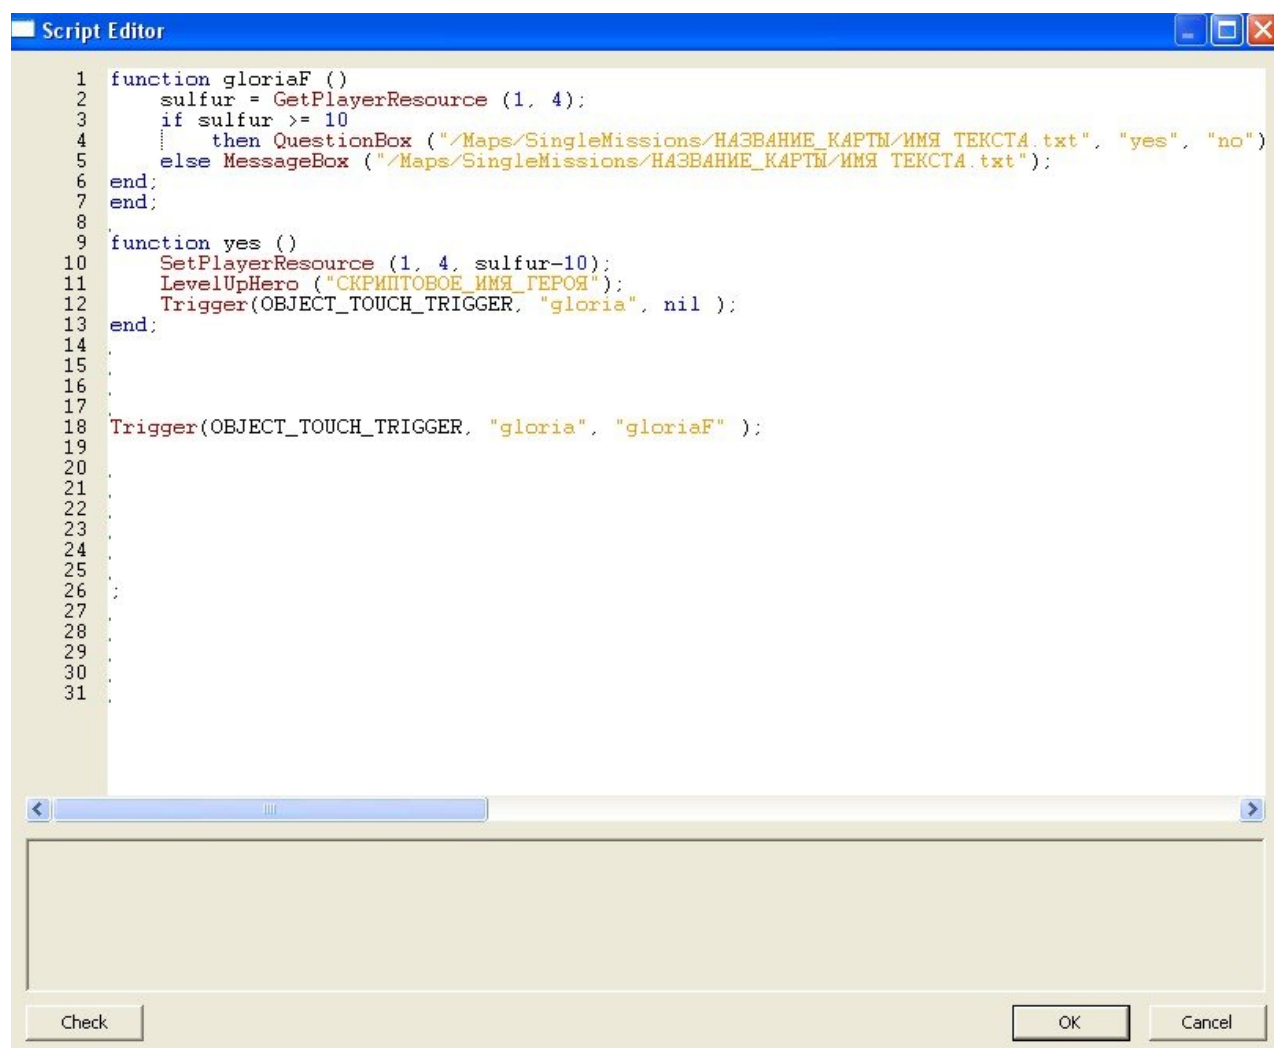 Script Editor
1 function gloriaF ()
2 sulfur = GetPlayerResource (1, 4);
3 if sulfur >= 10
4 then QuestionBox ("/Maps/SingleMissions/НАЗВАНИЕ_КАРТЫ/ИМЯ ТЕКСТА.txt", "yes", "no")
5 else MessageBox ("/Maps/SingleMissions/НАЗВАНИЕ_КАРТЫ/ИМЯ ТЕКСТА.txt");
6 end;
7 end;
8
9 function yes ()
10 SetPlayerResource (1, 4, sulfur-10);
11 LevelUpHero ("СКРИПТОВОЕ_ИМЯ_ГЕРОЯ");
12 Trigger(OBJECT_TOUCH_TRIGGER, "gloria", nil );
13 end;
14
15
16
17
18 Trigger(OBJECT_TOUCH_TRIGGER, "gloria", "gloriaF" );
19
20
21
22
23
24
25
26 ;
27
28
29
30
31
Check OK Cancel